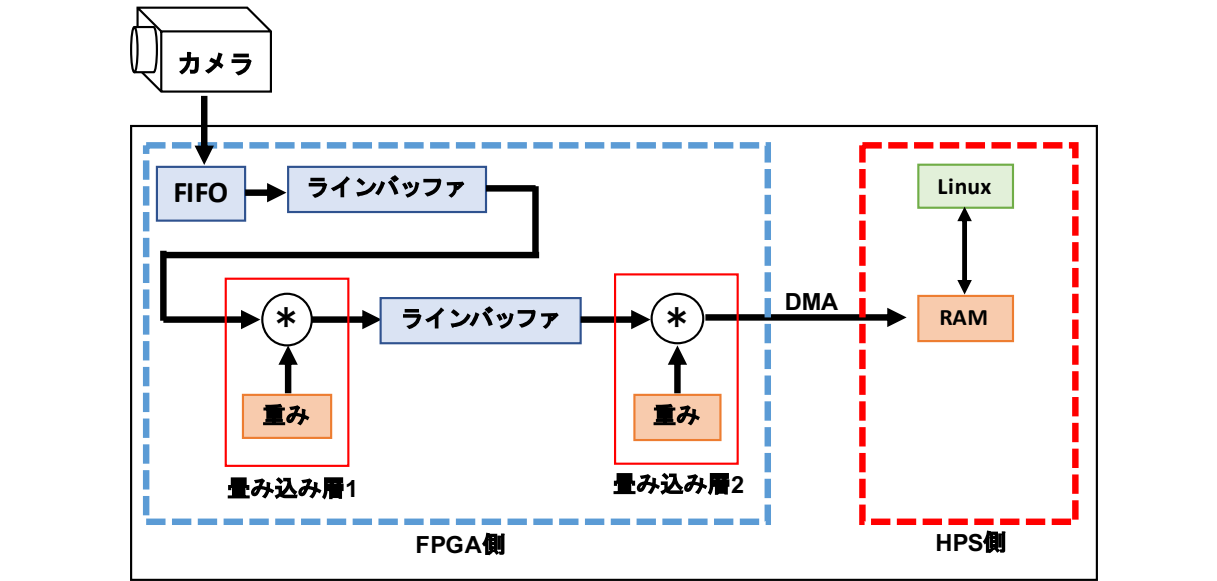 カメラ
FIFO
ラインバッファ
Linux
*
ラインバッファ
*
DMA
RAM
重み
重み
畳み込み層1
畳み込み層2
FPGA側
HPS側